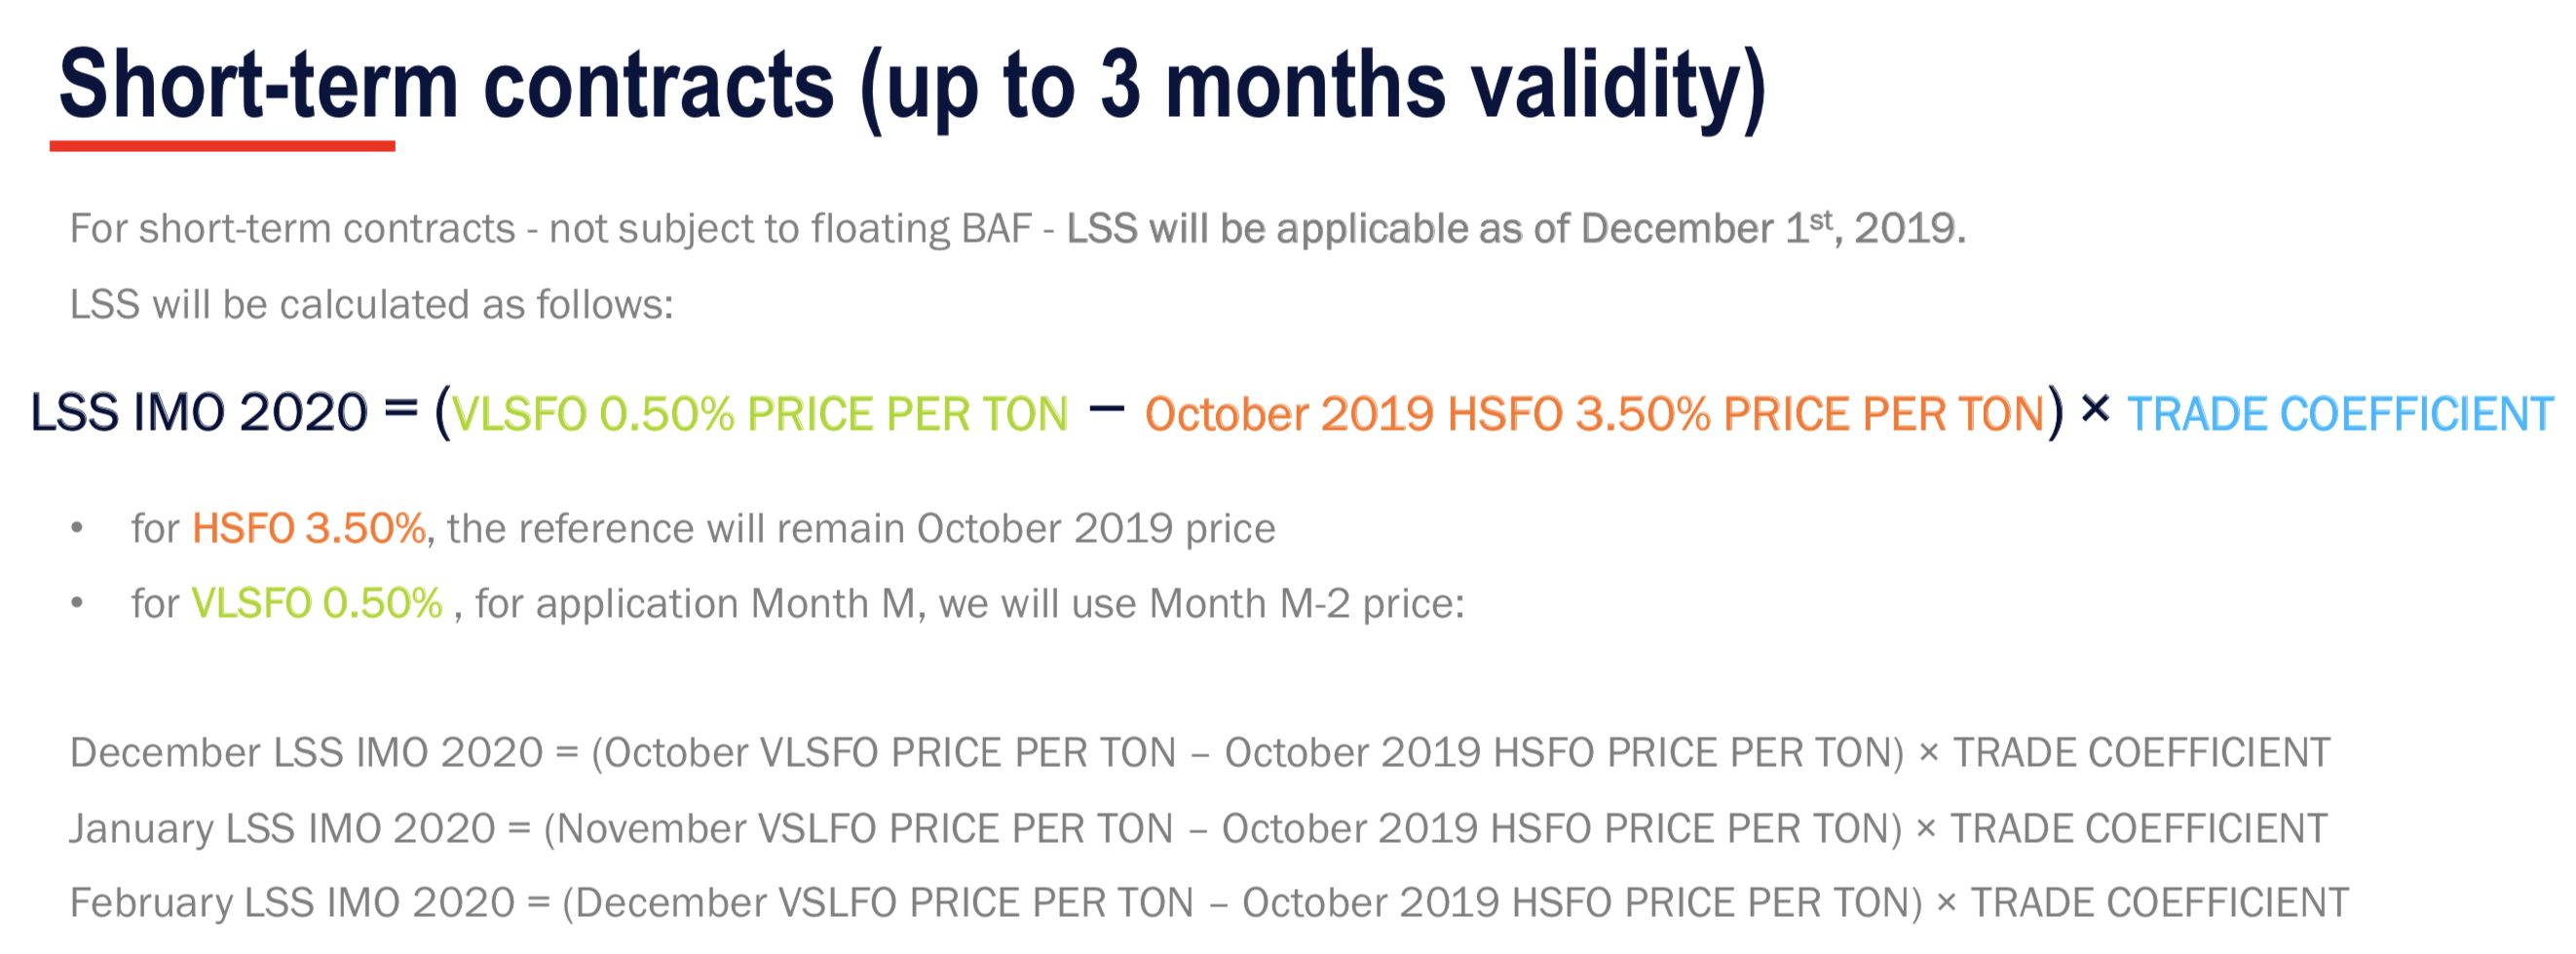 Short-term contracts (up to 3 months validity)
For short-term contracts - not subject to floating BAF - LSS will be applicable as of December 1st, 2019.
LSS will be calculated as follows:
LSS IMO 2020 = (VLSFO 0.50% PRICE PER TON – October 2019 HSFO 3.50% PRICE PER TON) × TRADE COEFFICIENT
• for HSFO 3.50%, the reference will remain October 2019 price
• for VLSFO 0.50% , for application Month M, we will use Month M-2 price:
December LSS IMO 2020 = (October VLSFO PRICE PER TON – October 2019 HSFO PRICE PER TON) × TRADE COEFFICIENT
January LSS IMO 2020 = (November VSLFO PRICE PER TON – October 2019 HSFO PRICE PER TON) × TRADE COEFFICIENT
February LSS IMO 2020 = (December VSLFO PRICE PER TON – October 2019 HSFO PRICE PER TON) × TRADE COEFFICIENT